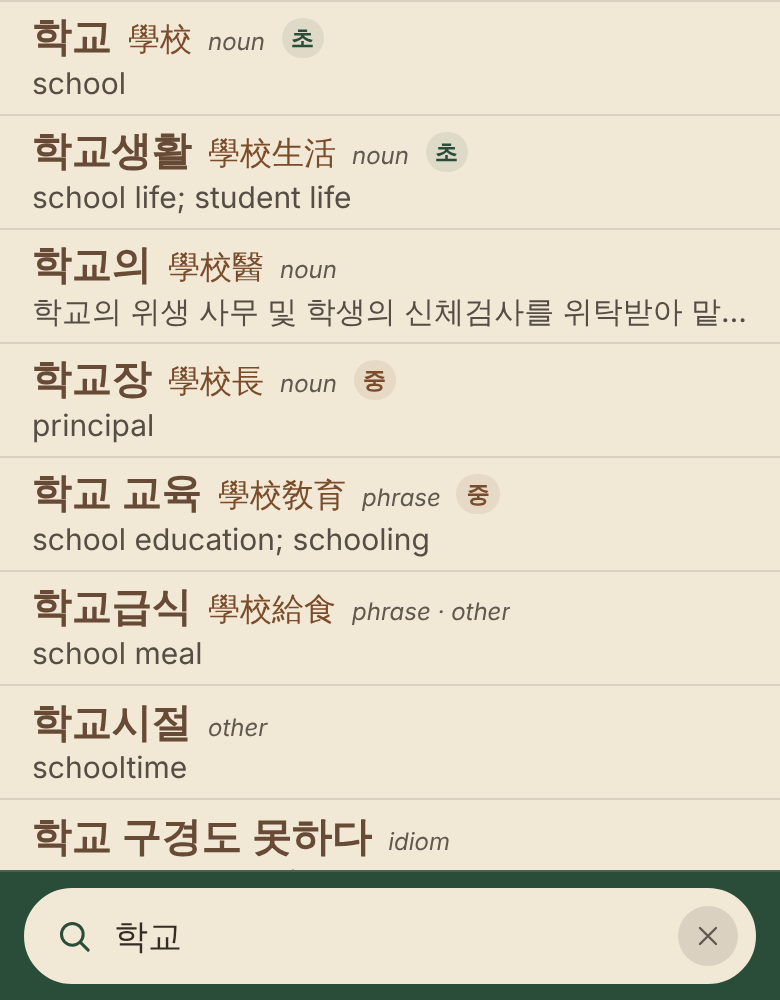 학교 學校 noun 초
school
학교생활 學校生活 noun 초
school life; student life
학교의 學校醫 noun
학교의 위생 사무 및 학생의 신체검사를 위탁받아 맡...
학교장 學校長 noun 중
principal
학교 교육 學校敎育 phrase 중
school education; schooling
학교급식 學校給食 phrase · other
school meal
학교시절 other
schooltime
학교 구경도 못하다 idiom
학교